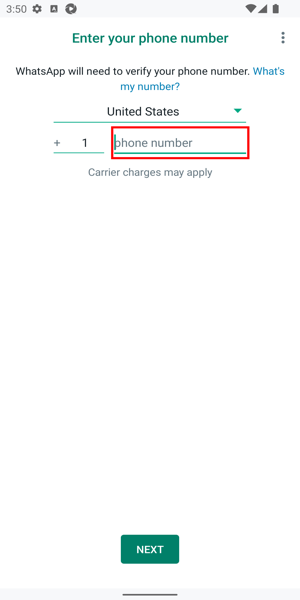 3:50
Enter your phone number
WhatsApp will need to verify your phone number. What's
my number?
United States
+ 1 phone number
Carrier charges may apply
NEXT